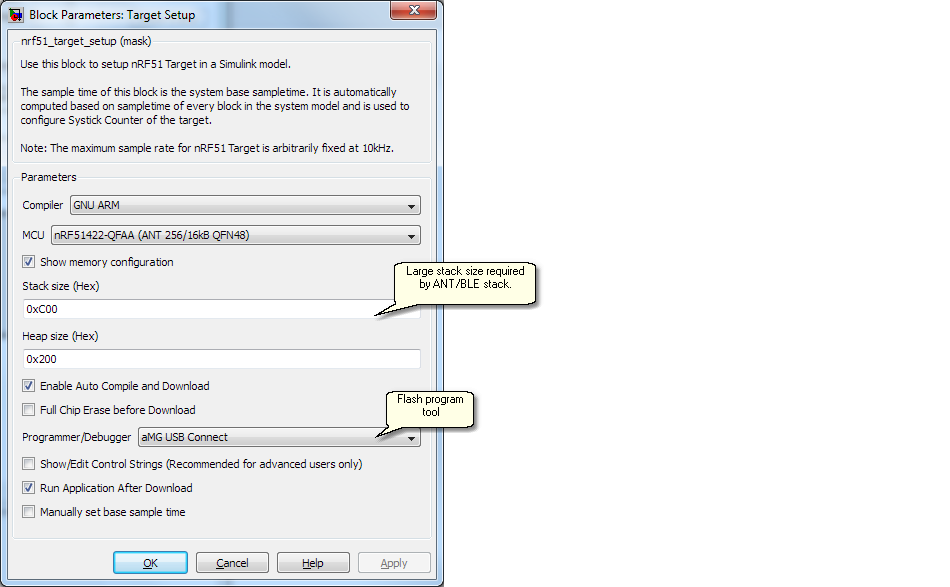 Block Parameters: Target Setup
nrf51_target_setup (mask)
Use this block to setup nRF51 Target in a Simulink model.
The sample time of this block is the system base sampletime. It is automatically
computed based on sampletime of every block in the system model and is used to
configure Systick Counter of the target.
Note: The maximum sample rate for nRF51 Target is arbitrarily fixed at 10kHz.
Parameters
Compiler GNU ARM
MCU nRF51422-QFAA (ANT 256/16kB QFN48)
Show memory configuration
Large stack size required
by ANT/BLE stack.
Stack size (Hex)
0xC00
Heap size (Hex)
0x200
Enable Auto Compile and Download
Full Chip Erase before Download
Flash program
tool
Programmer/Debugger aMG USB Connect
Show/Edit Control Strings (Recommended for advanced users only)
Run Application After Download
Manually set base sample time
OK Cancel Help Apply